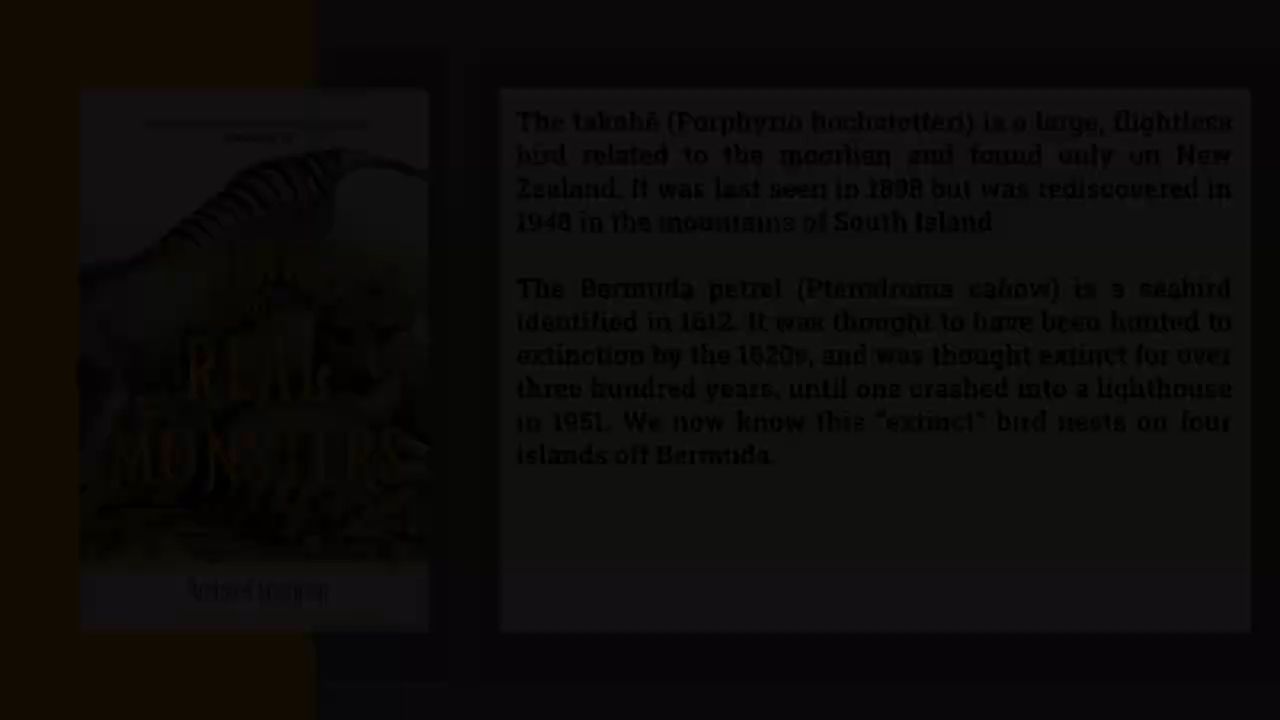 REAL
MONSTERS
The takahē (Porphyrio hochstetteri) is a large, flightless
bird related to the moorhen and found only on New
Zealand. It was last seen in 1898 but was rediscovered in
1948 in the mountains of South Island
The Bermuda petrel (Pterodroma cahow) is a seabird
identified in 1612. It was thought to have been hunted to
extinction by the 1620s, and was thought extinct for over
three hundred years, until one crashed into a lighthouse
in 1951. We now know this "extinct" bird nests on four
islands off Bermuda.